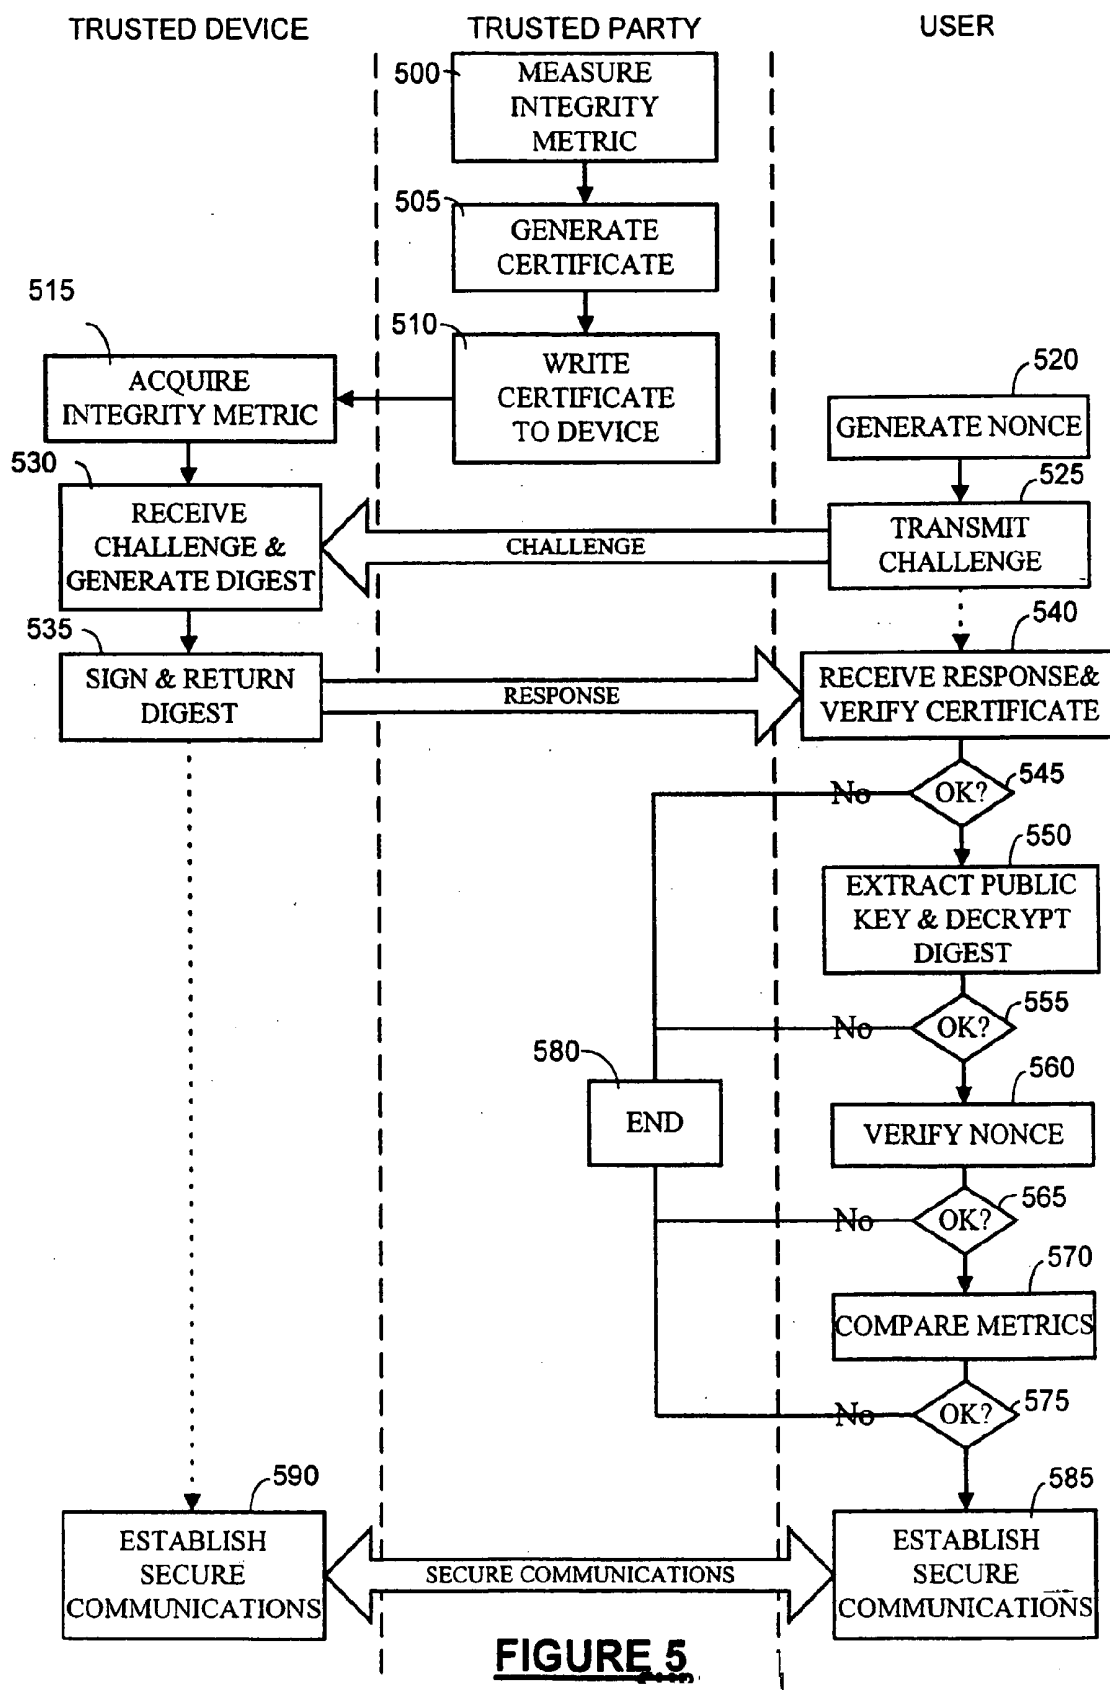 TRUSTED DEVICE
TRUSTED PARTY
USER
500
MEASURE
INTEGRITY
METRIC
505
GENERATE
CERTIFICATE
510
WRITE
CERTIFICATE
TO DEVICE
515
ACQUIRE
INTEGRITY METRIC
520
GENERATE NONCE
525
TRANSMIT
CHALLENGE
CHALLENGE
530
RECEIVE
CHALLENGE &
GENERATE DIGEST
535
SIGN & RETURN
DIGEST
RESPONSE
540
RECEIVE RESPONSE&
VERIFY CERTIFICATE
545
OK?
No
550
EXTRACT PUBLIC
KEY & DECRYPT
DIGEST
555
OK?
No
580
END
560
VERIFY NONCE
565
OK?
No
570
COMPARE METRICS
575
OK?
No
590
ESTABLISH
SECURE
COMMUNICATIONS
SECURE COMMUNICATIONS
585
ESTABLISH
SECURE
COMMUNICATIONS
FIGURE 5